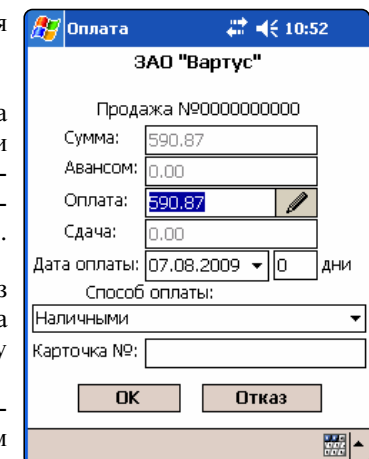 Оплата 10:52
ЗАО "Вартус"
Продажа №0000000000
Сумма: 590.87
Авансом: 0.00
Оплата: 590.87
Сдача: 0.00
Дата оплаты: 07.08.2009 0 дни
Способ оплаты:
Наличными
Карточка №:
ОК Отказ